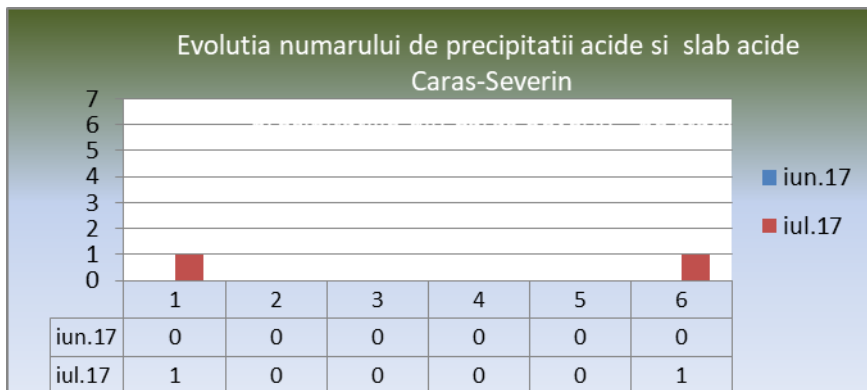 Evolutia numarului de precipitatii acide si slab acide
Caras-Severin
7
6
5
4
3
2
1
0
iun.17
iul.17
1 2 3 4 5 6
iun.17 0 0 0 0 0 0
iul.17 1 0 0 0 0 1